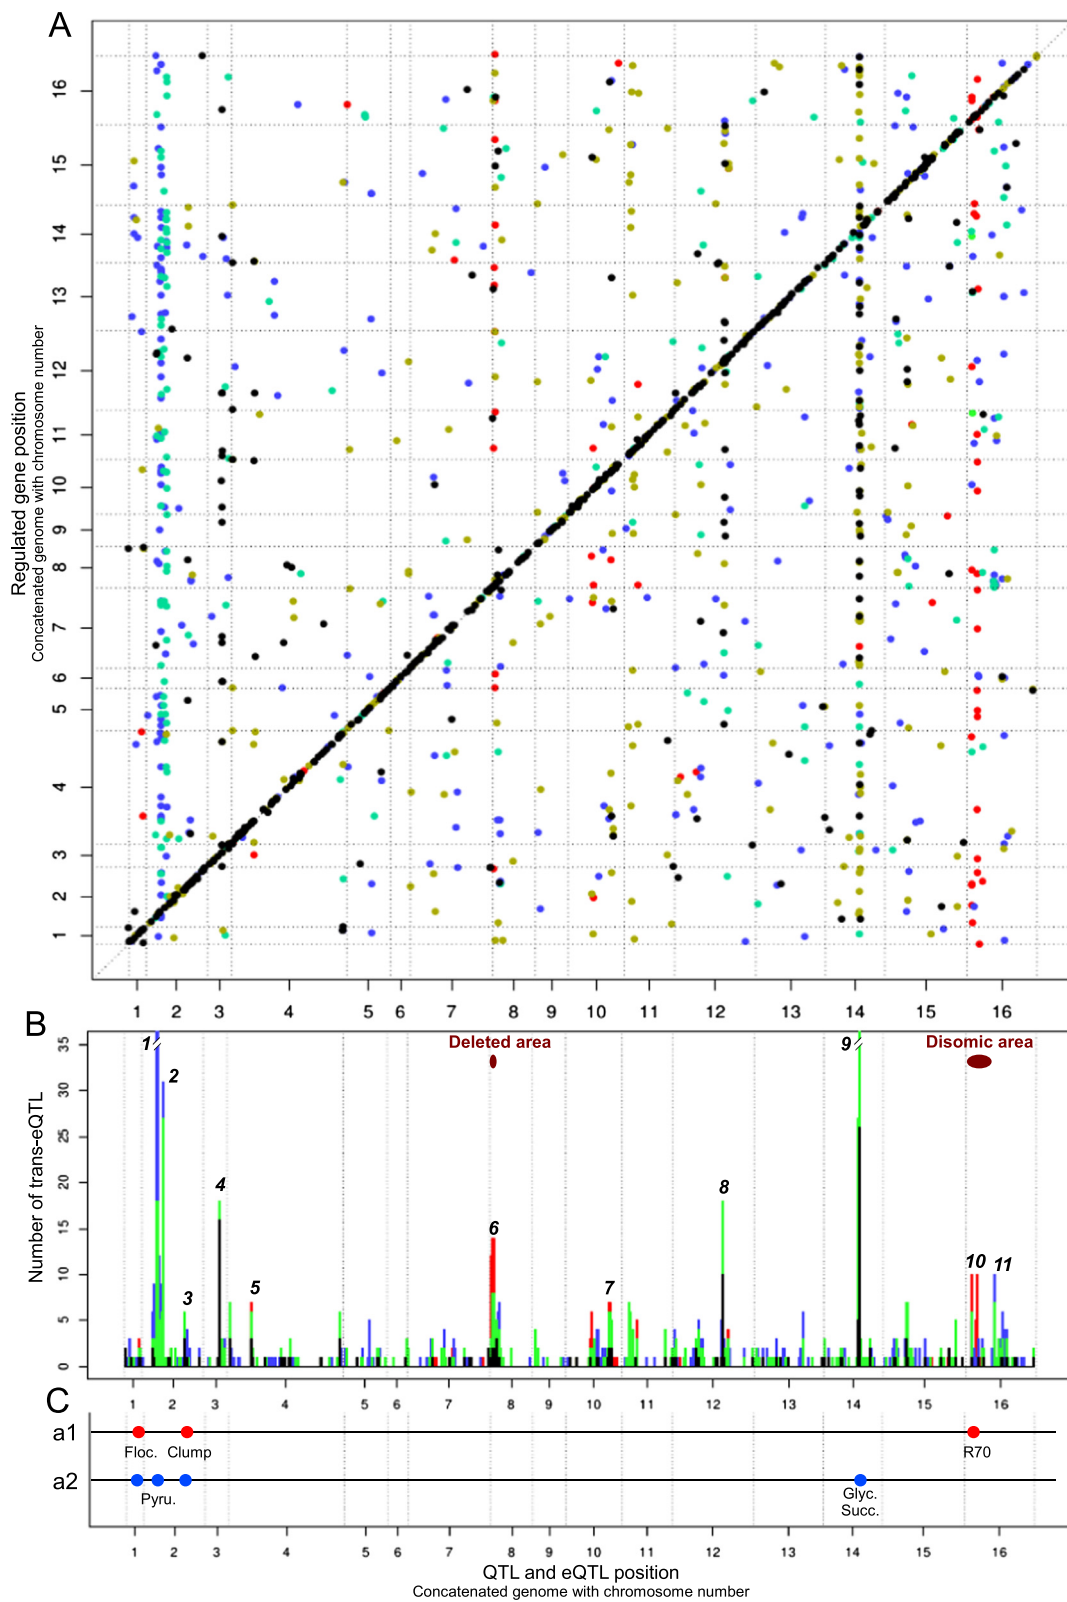 A
Regulated gene position
Concatenated genome with chromosome number
16
15
14
13
12
11
10
9
8
7
6
5
4
3
2
1
1 2 3 4 5 6 7 8 9 10 11 12 13 14 15 16
B
Number of trans-eQTL
35
30
25
20
15
10
5
0
1 2 3 4 5 6 7 8 9 10 11
Deleted area
Disomic area
1 2 3 4 5 6 7 8 9 10 11 12 13 14 15 16
C
a1
Floc. Clump R70
a2
Pyru. Glyc.
Succ.
1 2 3 4 5 6 7 8 9 10 11 12 13 14 15 16
QTL and eQTL position
Concatenated genome with chromosome number